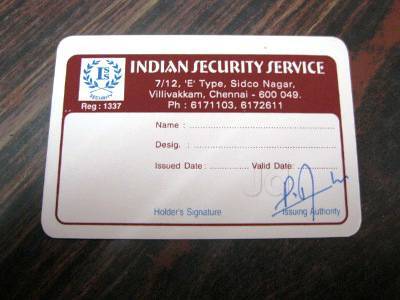 INDIAN SECURITY SERVICE
7/12, 'E' Type, Sidco Nagar,
Villivakkam, Chennai - 600 049.
Ph : 6171103, 6172611
SECURITY
Reg : 1337
Name :
Desig. :
Issued Date : Valid Date :
Holder's Signature Issuing Authority